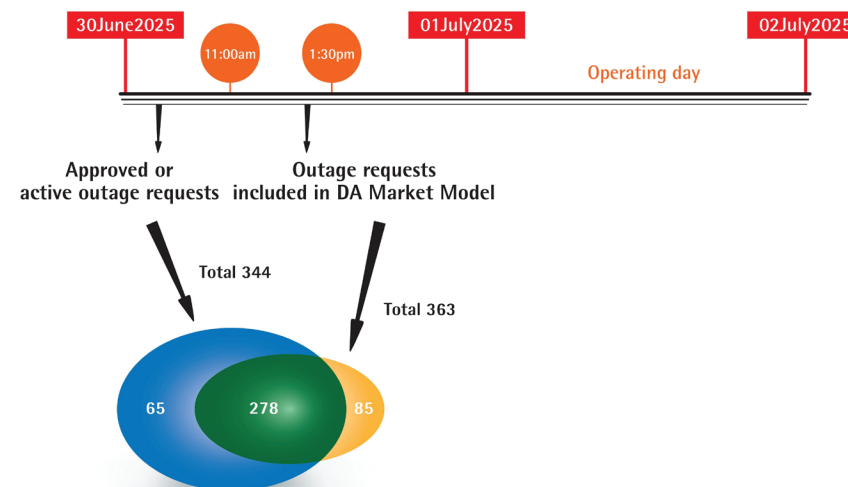 30June2025
01July2025
02July2025
11:00am
1:30pm
Operating day
Approved or
active outage requests
Outage requests
included in DA Market Model
Total 344
Total 363
65
278
85